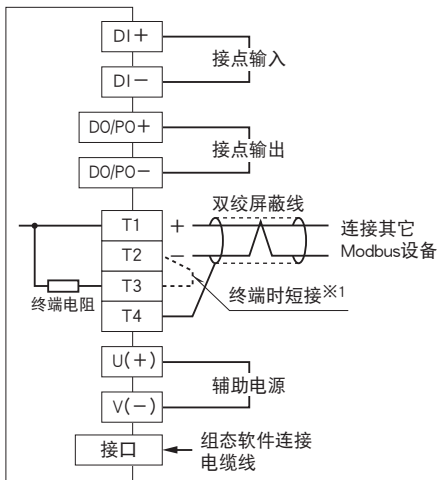 DI＋
接点输入
DI－
DO/PO＋
接点输出
DO/PO－
双绞屏蔽线
T1
＋
连接其它
Modbus设备
T2
－
T3
终端电阻
终端时短接※1
T4
U(＋)
辅助电源
V(－)
接口
组态软件连接
电缆线